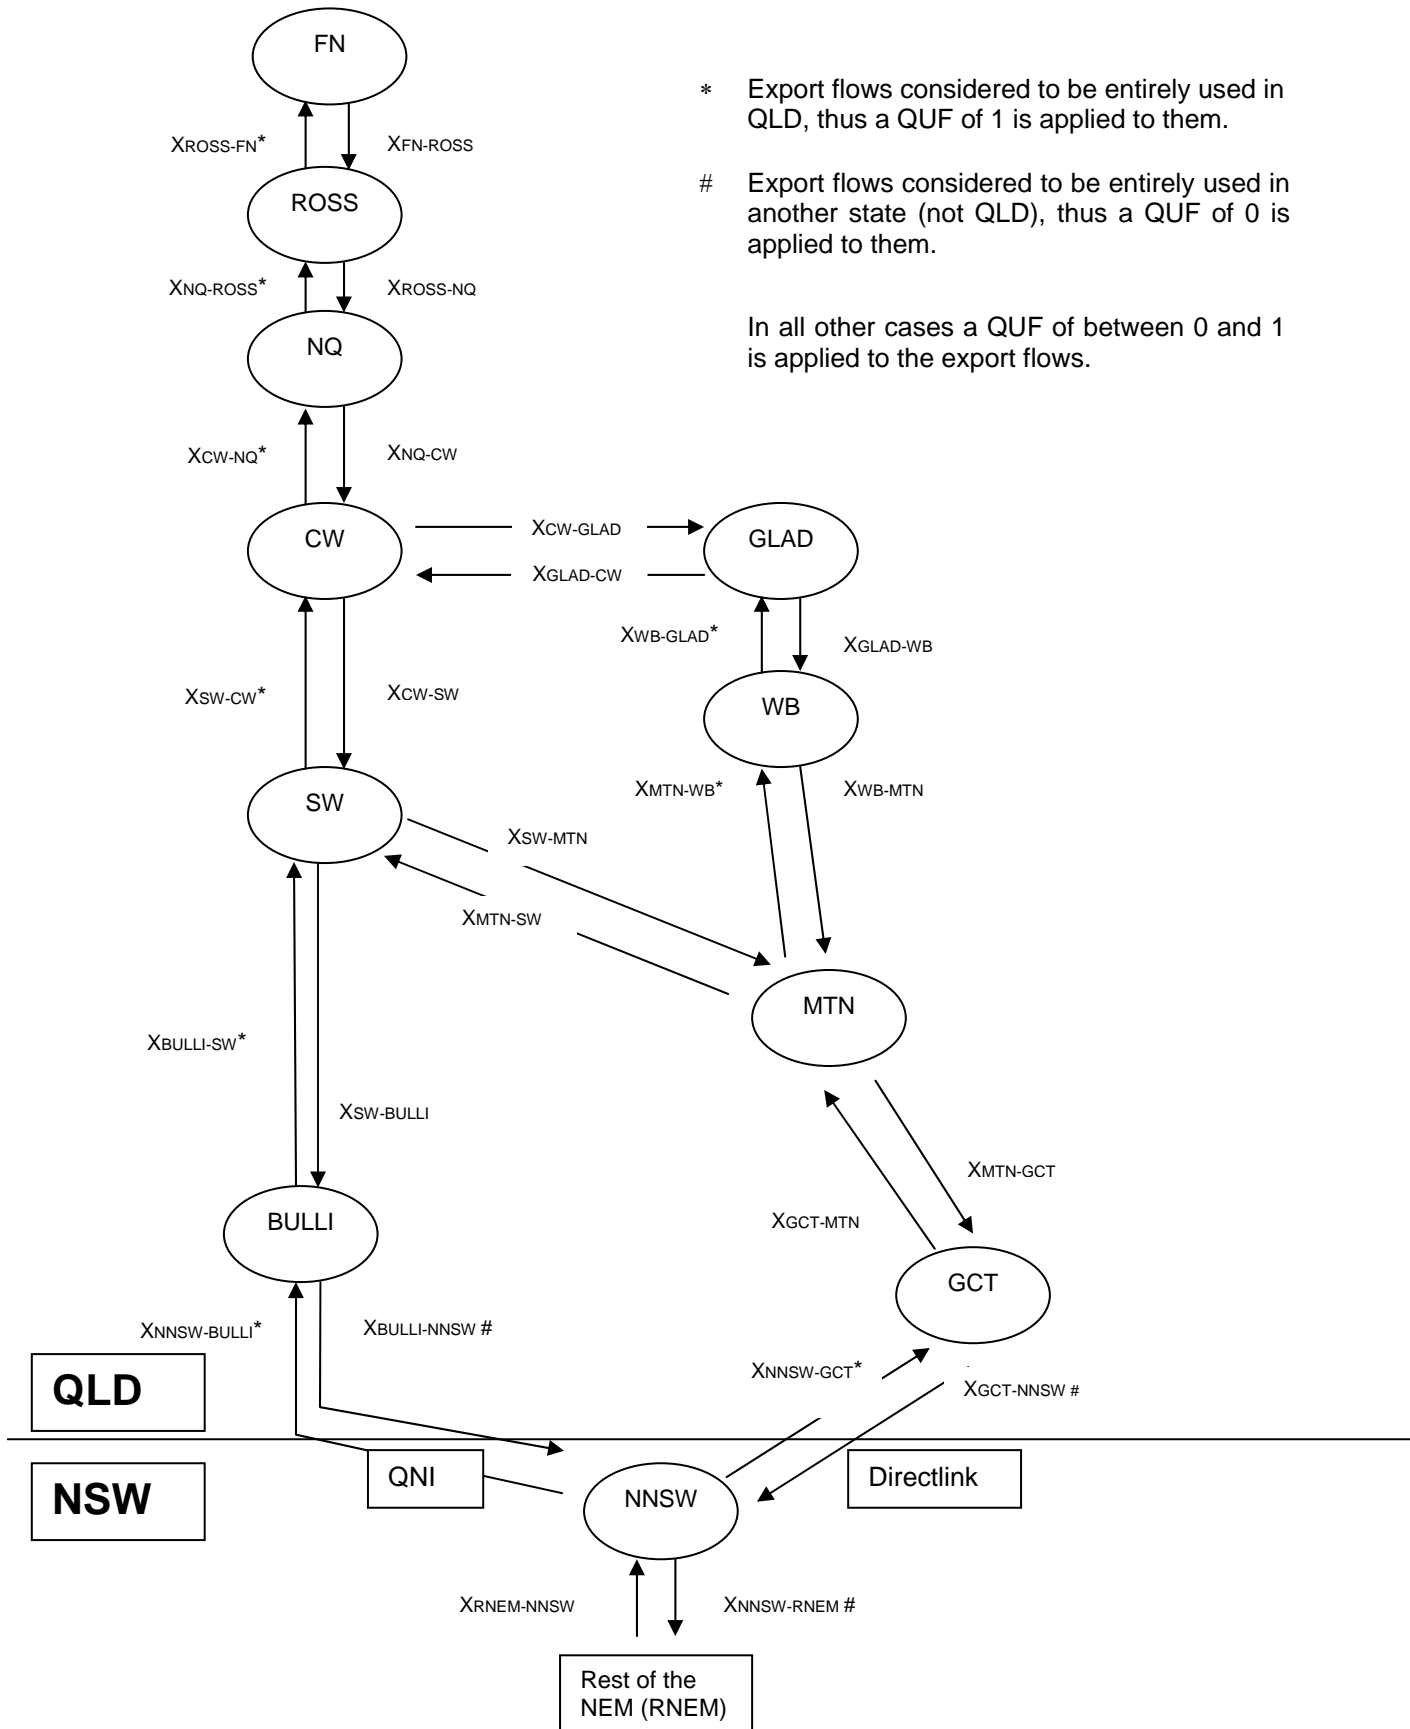 FN
* Export flows considered to be entirely used in
QLD, thus a QUF of 1 is applied to them.
XROSS-FN*
XFN-ROSS
# Export flows considered to be entirely used in
another state (not QLD), thus a QUF of 0 is
applied to them.
ROSS
XNQ-ROSS*
XROSS-NQ
In all other cases a QUF of between 0 and 1
is applied to the export flows.
NQ
XCW-NQ*
XNQ-CW
CW
XCW-GLAD
GLAD
XGLAD-CW
XWB-GLAD*
XGLAD-WB
XSW-CW*
XCW-SW
WB
XMTN-WB*
XWB-MTN
SW
XSW-MTN
XMTN-SW
MTN
XBULLI-SW*
XSW-BULLI
XMTN-GCT
XGCT-MTN
BULLI
GCT
XNNSW-BULLI*
XBULLI-NNSW #
XNNSW-GCT*
XGCT-NNSW #
QLD
QNI
Directlink
NSW
NNSW
XRNEM-NNSW
XNNSW-RNEM #
Rest of the
NEM (RNEM)